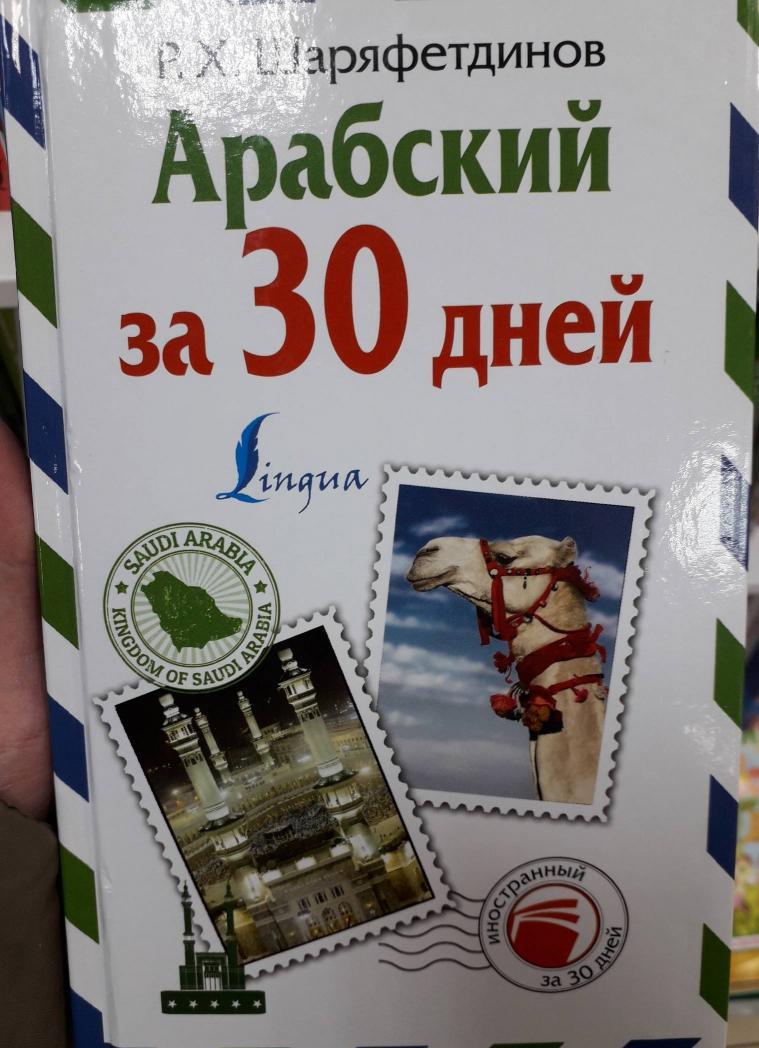 Р. Х. Шаряфетдинов
Арабский
за 30 дней
Lingua
SAUDI ARABIA
KINGDOM OF SAUDI ARABIA
иностранный
за 30 дней